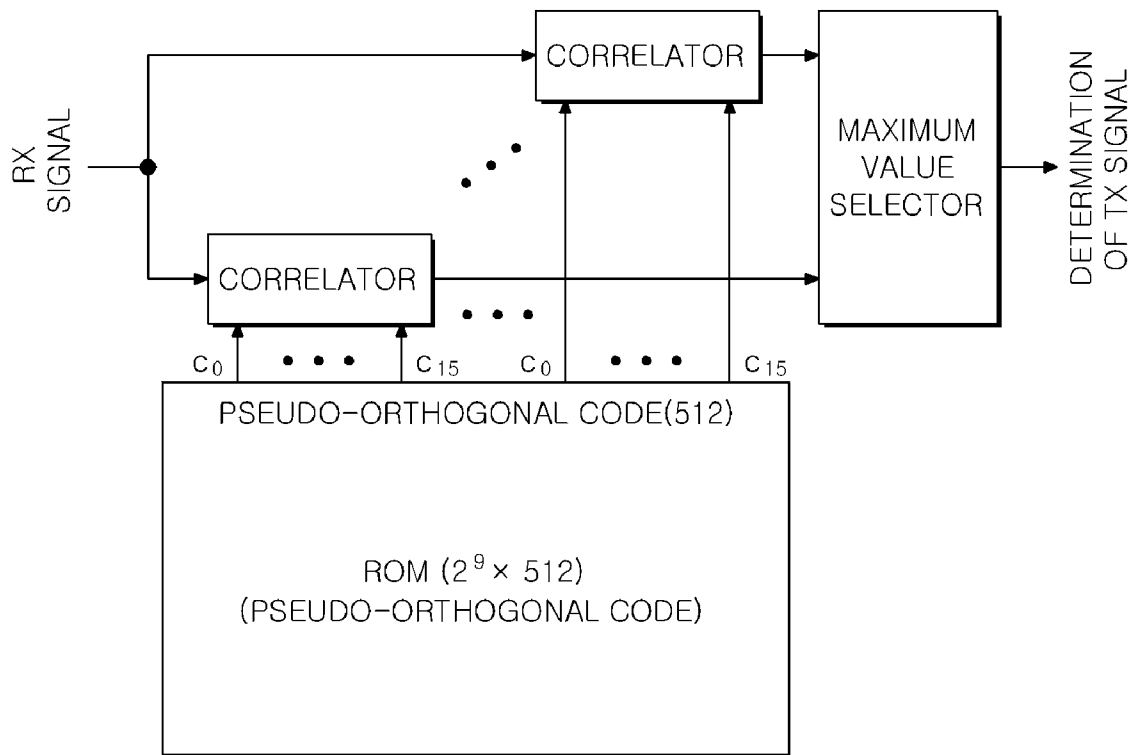 RX
SIGNAL
CORRELATOR
CORRELATOR
MAXIMUM
VALUE
SELECTOR
DETERMINATION
OF TX SIGNAL
C0
C15
C0
C15
PSEUDO-ORTHOGONAL CODE(512)
ROM (2⁹ × 512)
(PSEUDO-ORTHOGONAL CODE)